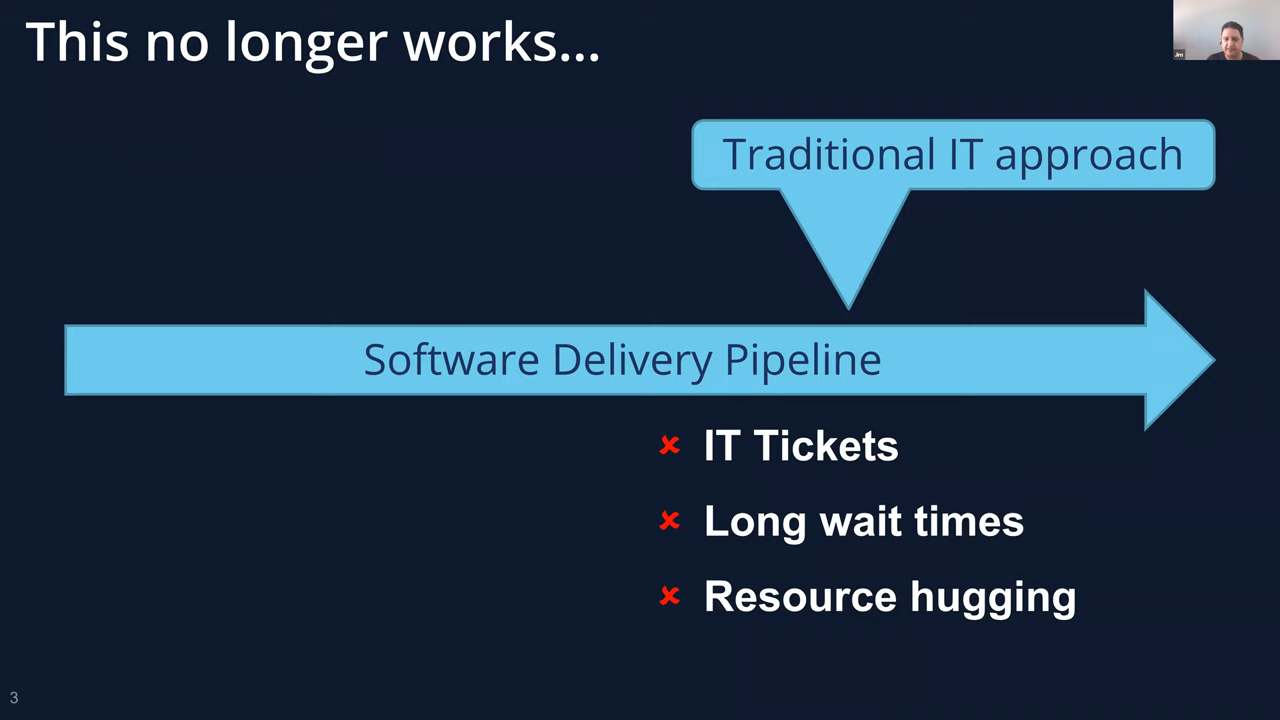 This no longer works...
Traditional IT approach
Software Delivery Pipeline
IT Tickets
Long wait times
Resource hugging
3